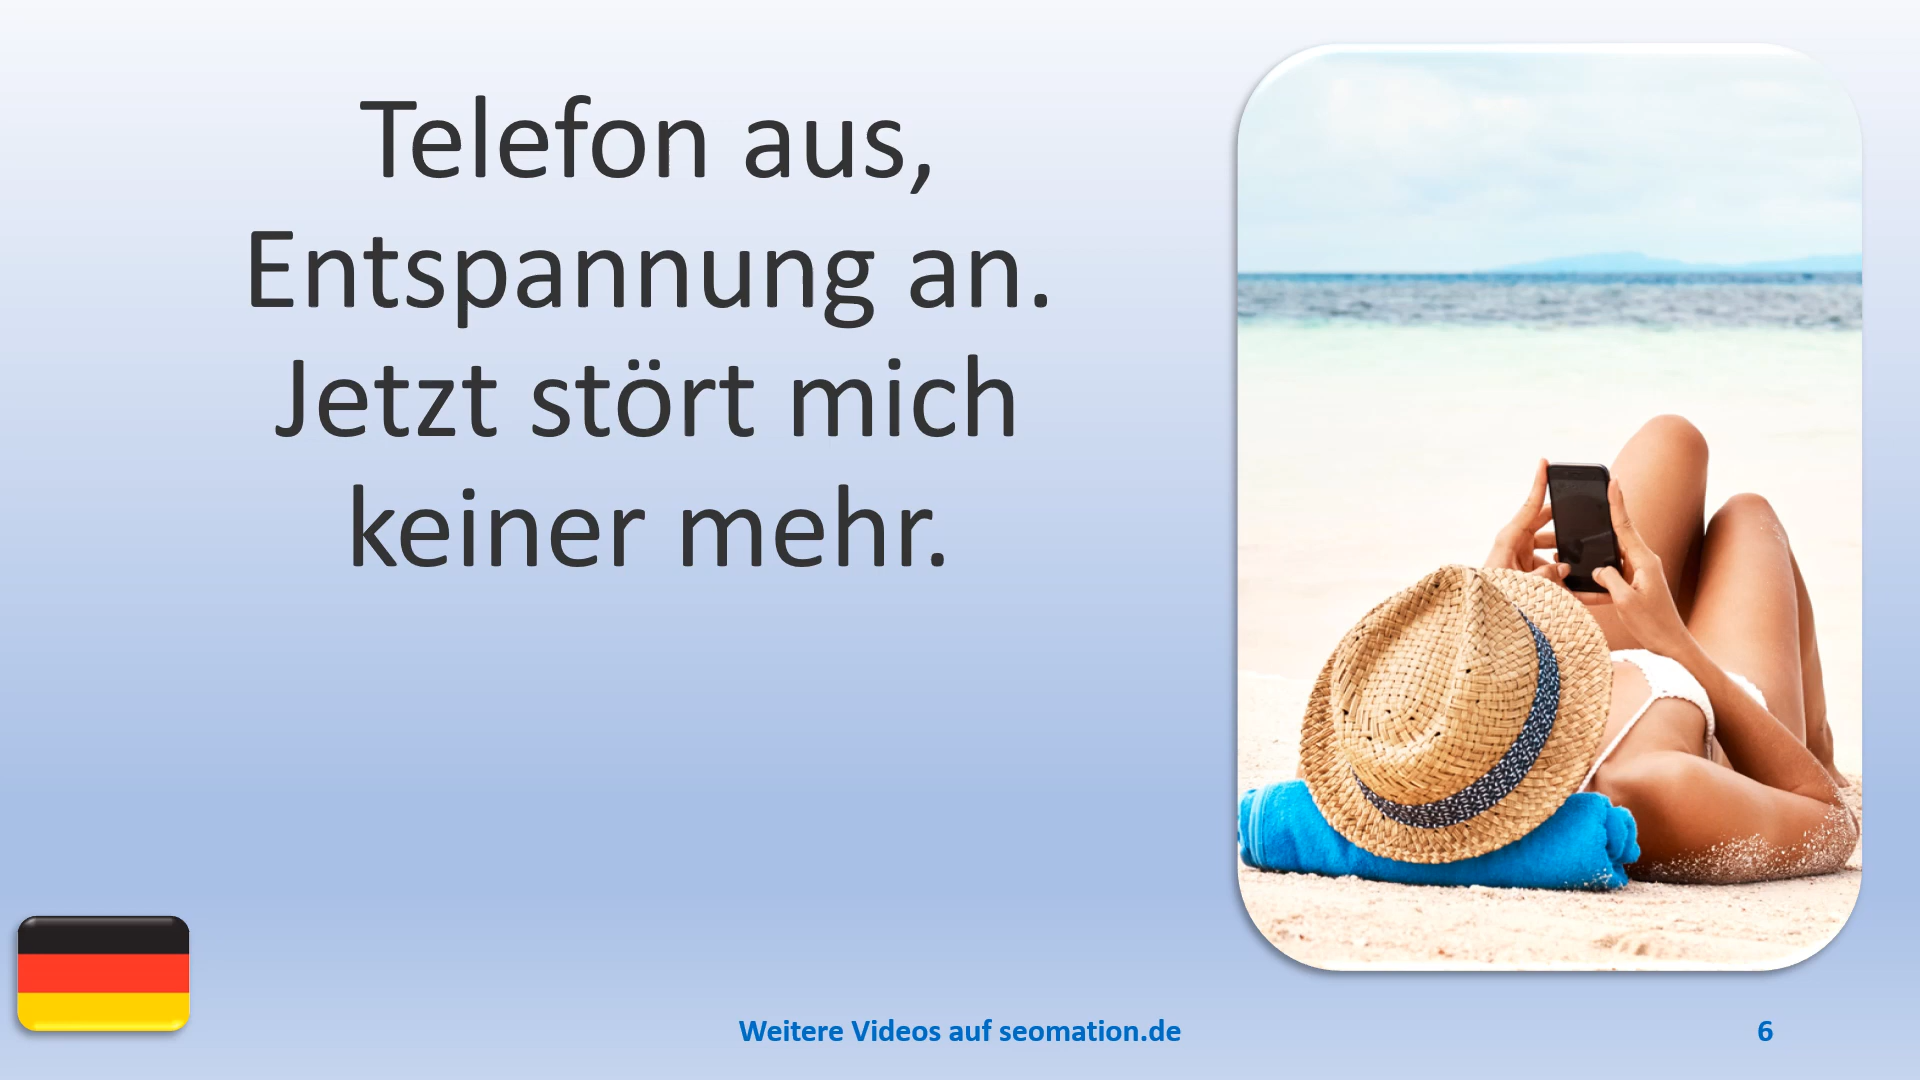 Telefon aus,
Entspannung an.
Jetzt stört mich
keiner mehr.
Weitere Videos auf seomation.de
6